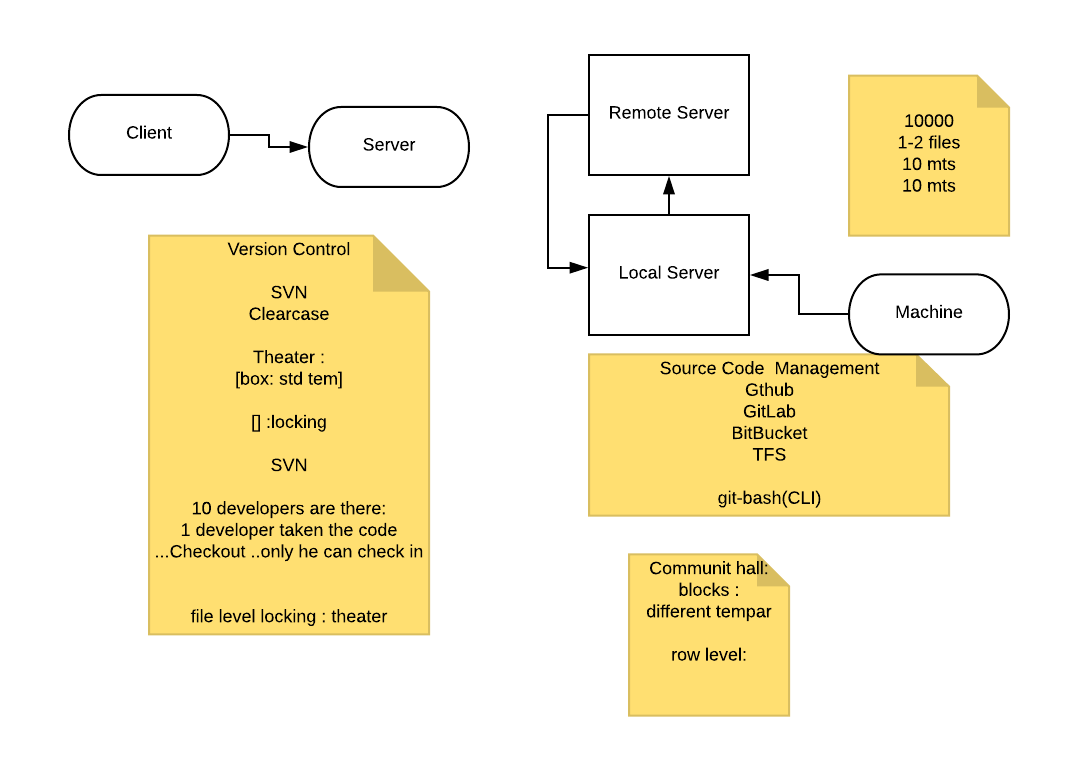 Client
Server
Version Control
SVN
Clearcase
Theater :
[box: std tem]
[] :locking
SVN
10 developers are there:
1 developer taken the code
...Checkout ..only he can check in
file level locking : theater
Remote Server
Local Server
10000
1-2 files
10 mts
10 mts
Machine
Source Code  Management
Gthub
GitLab
BitBucket
TFS
git-bash(CLI)
Communit hall:
blocks :
different tempar
row level: